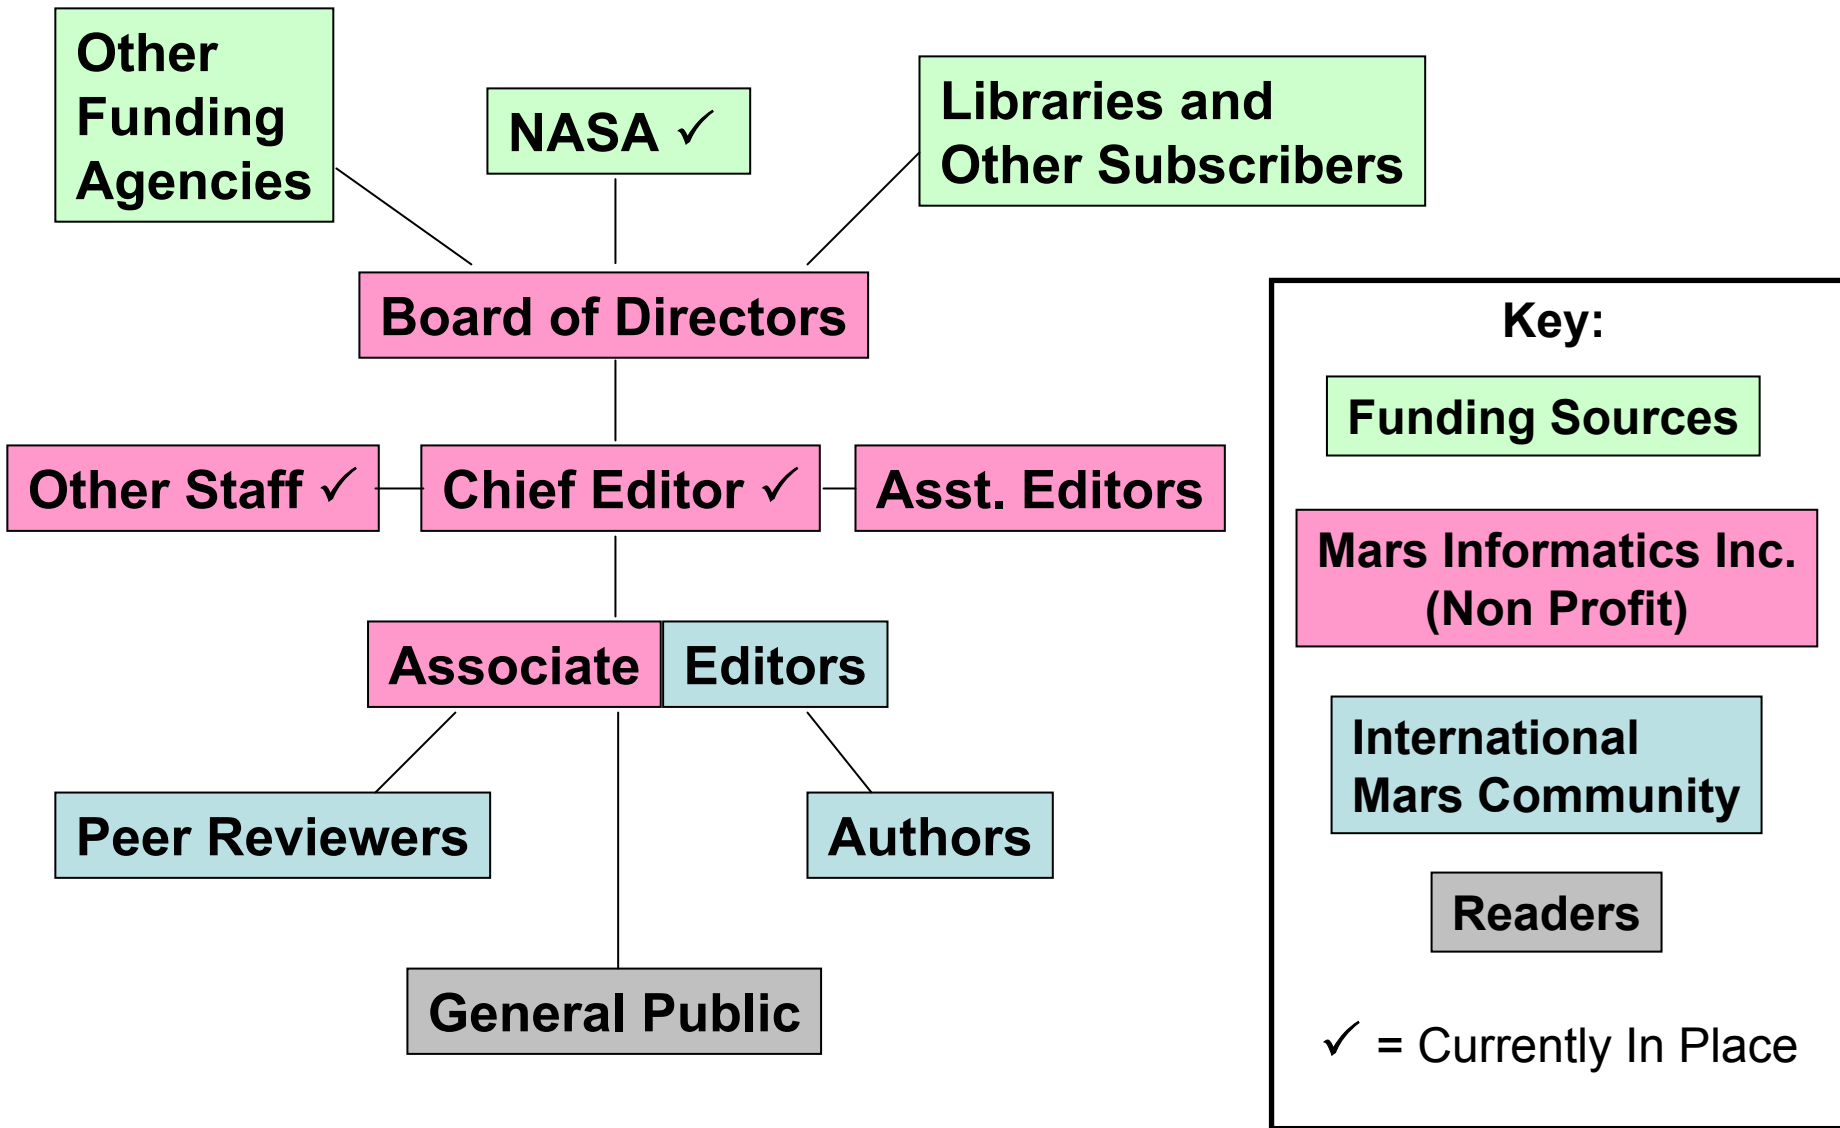 Other
Funding
Agencies
NASA ✓
Libraries and
Other Subscribers
Board of Directors
Other Staff ✓
Chief Editor ✓
Asst. Editors
Associate Editors
Peer Reviewers
Authors
General Public
Key:
Funding Sources
Mars Informatics Inc.
(Non Profit)
International
Mars Community
Readers
✓ = Currently In Place